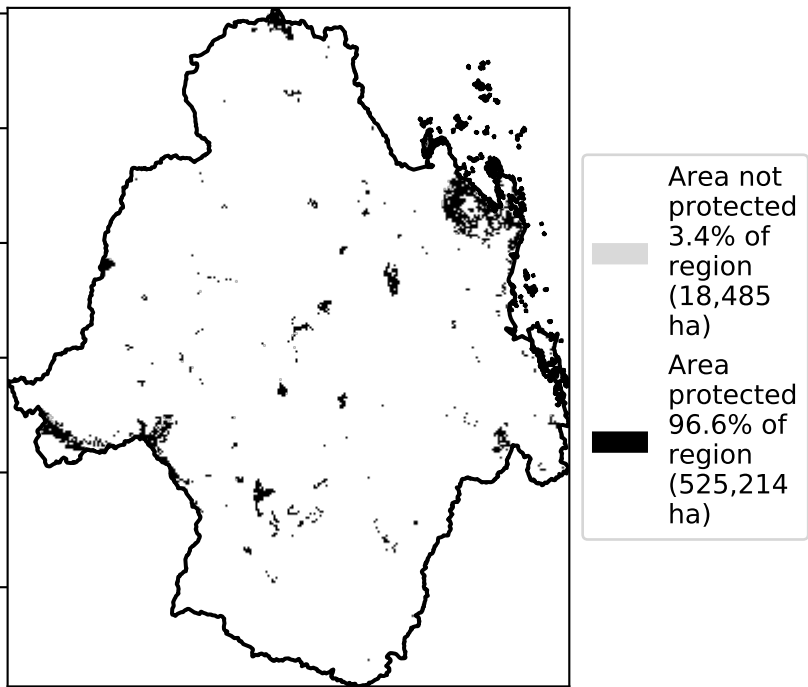 Area not
protected
3.4% of
region
(18,485
ha)
Area
protected
96.6% of
region
(525,214
ha)